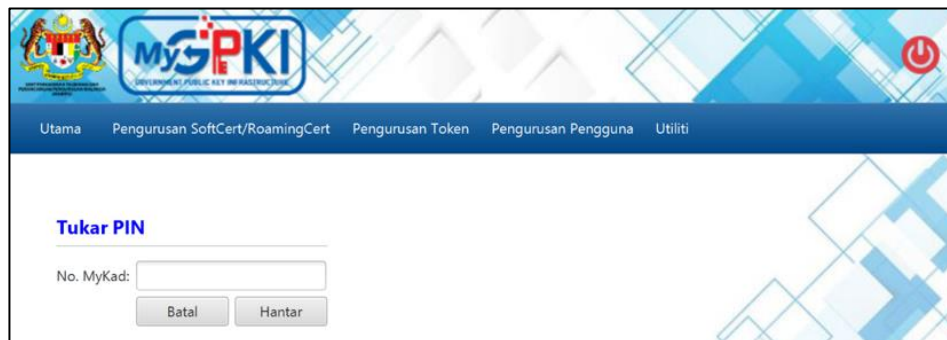 MyGPKI
GOVERNMENT PUBLIC KEY INFRASTRUCTURE
Utama Pengurusan SoftCert/RoamingCert Pengurusan Token Pengurusan Pengguna Utiliti
Tukar PIN
No. MyKad:
Batal Hantar